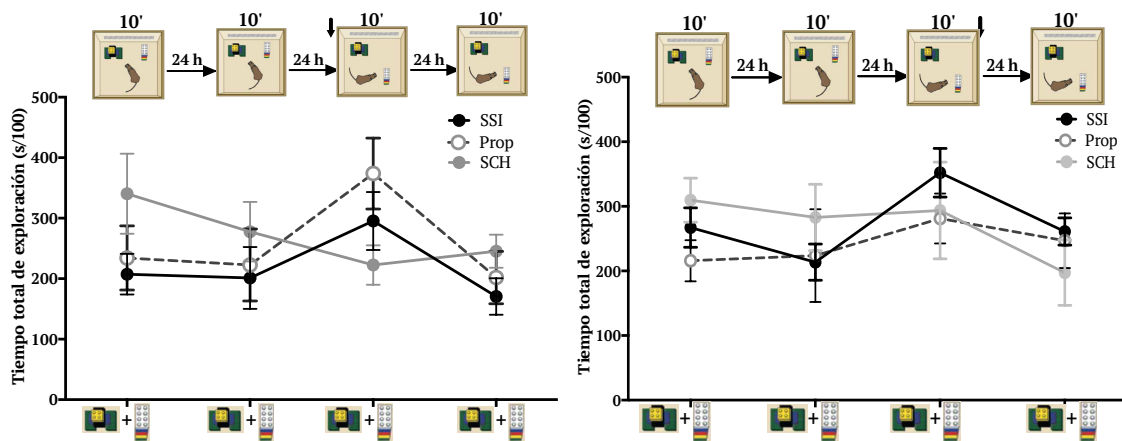 10' 10' 10' 10'
24 h 24 h 24 h
Tiempo total de exploración (s/100)
500
400
300
200
100
0
SSI
Prop
SCH
+ + + +
10' 10' 10' 10'
24 h 24 h 24 h
Tiempo total de exploración (s/100)
500
400
300
200
100
0
SSI
Prop
SCH
+ + + +